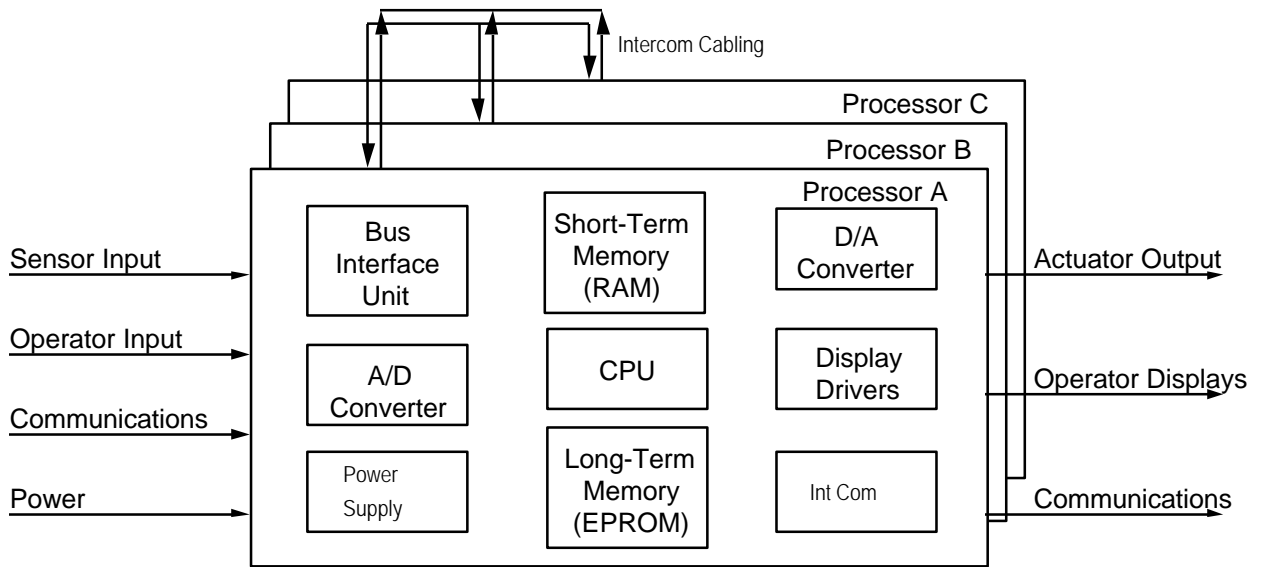 Intercom Cabling
Processor C
Processor B
Processor A
Bus
Interface
Unit
Short-Term
Memory
(RAM)
D/A
Converter
Sensor Input
Actuator Output
Operator Input
A/D
Converter
CPU
Display
Drivers
Operator Displays
Communications
Power
Supply
Long-Term
Memory
(EPROM)
Int Com
Power
Communications